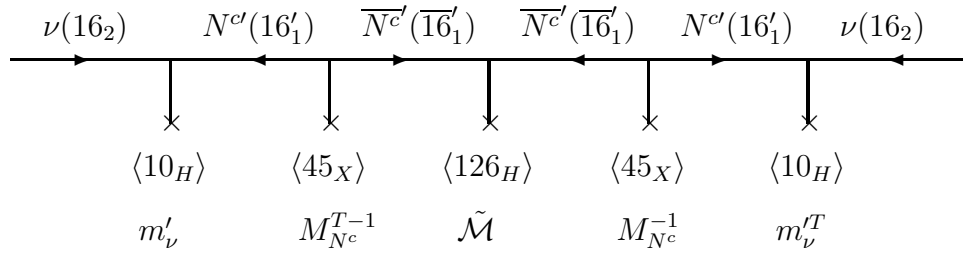 ν(16₂) N^{c′}(16′₁) \overline{N^c}′(\overline{16}′₁) \overline{N^c}′(\overline{16}′₁) N^{c′}(16′₁) ν(16₂)
⟨10_H⟩ ⟨45_X⟩ ⟨126_H⟩ ⟨45_X⟩ ⟨10_H⟩
m′_ν M^{T−1}_{N^c} \tilde{ℳ} M^{−1}_{N^c} m′^T_ν